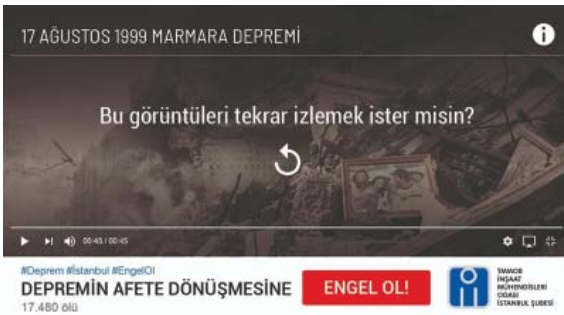 17 AĞUSTOS 1999 MARMARA DEPREMİ
i
Bu görüntüleri tekrar izlemek ister misin?
00:45 / 00:45
#Deprem #İstanbul #EngelOl
DEPREMİN AFETE DÖNÜŞMESİNE
ENGEL OL!
17.480 ölü
TMMOB
İNŞAAT
MÜHENDİSLERİ
ODASI
İSTANBUL ŞUBESİ